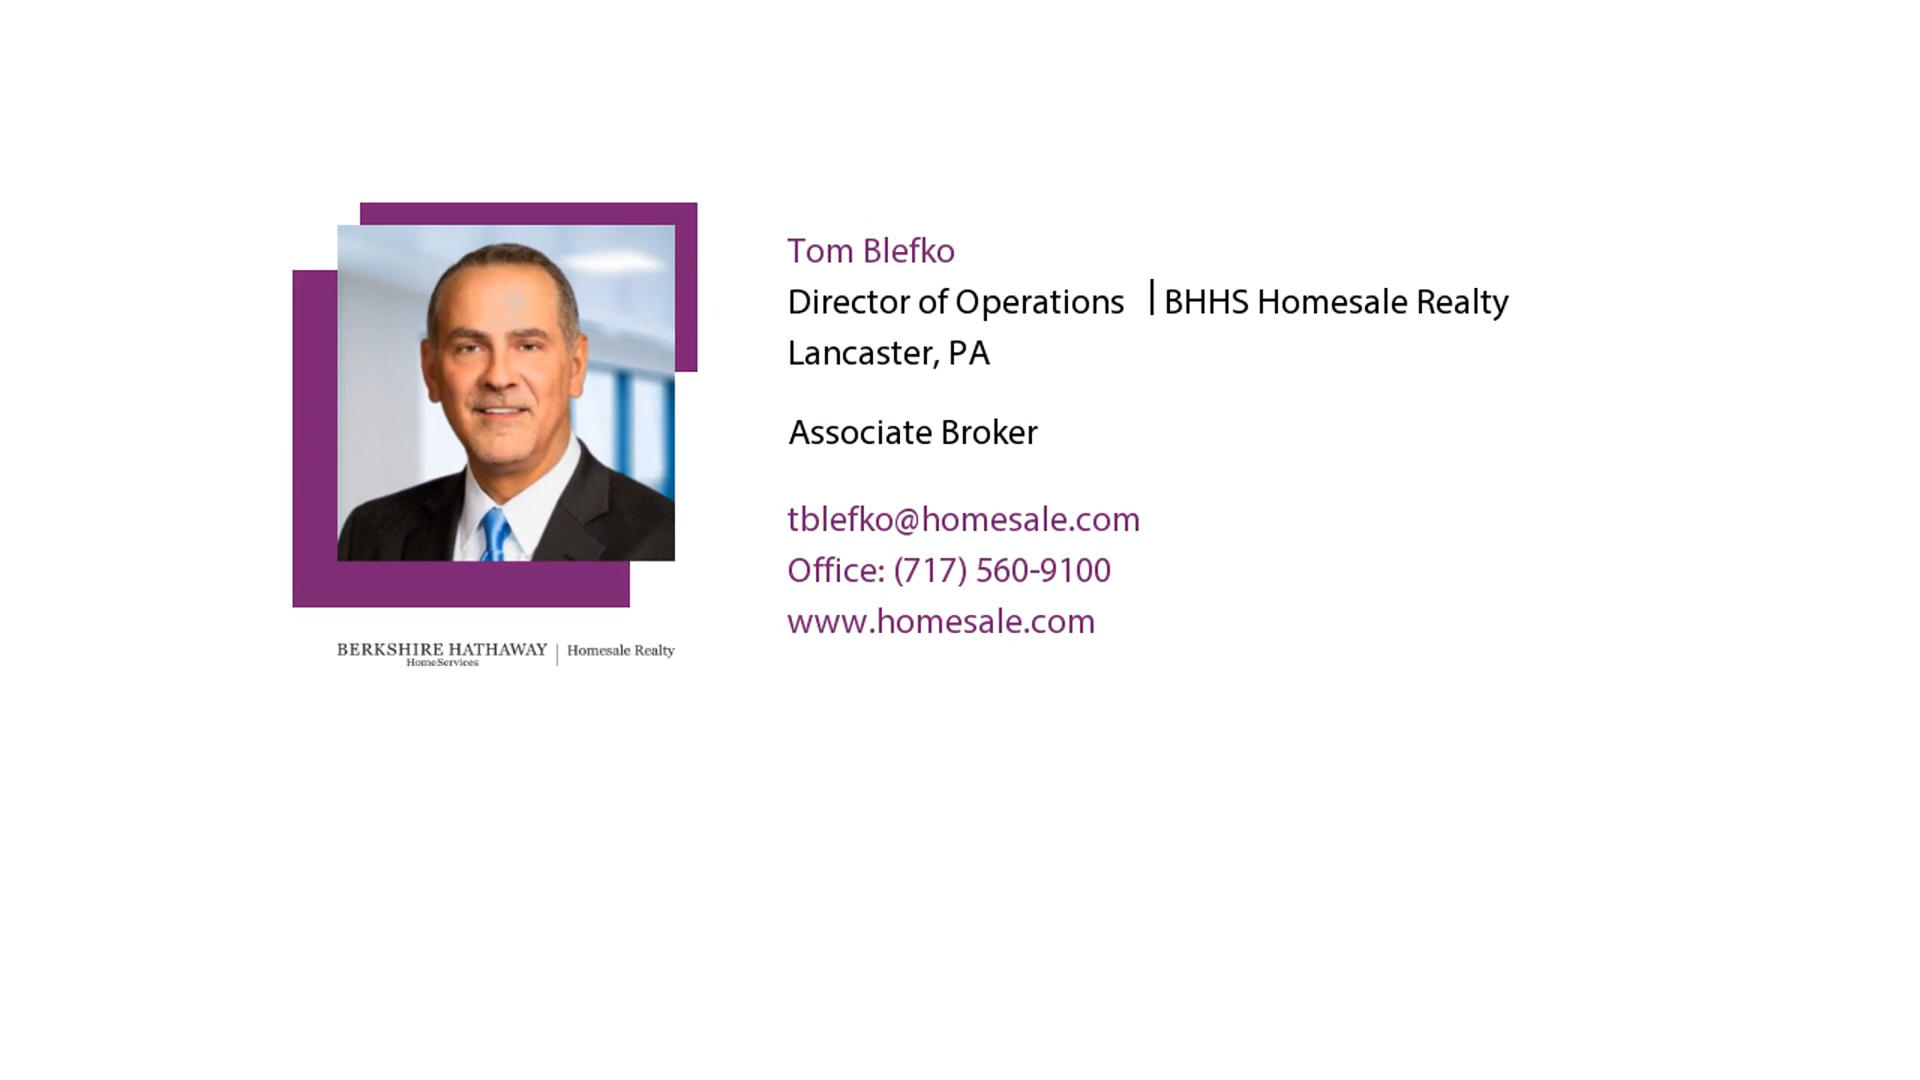 Tom Blefko
Director of Operations | BHHS Homesale Realty
Lancaster, PA
Associate Broker
tblefko@homesale.com
Office: (717) 560-9100
www.homesale.com
BERKSHIRE HATHAWAY | Homesale Realty
HomeServices